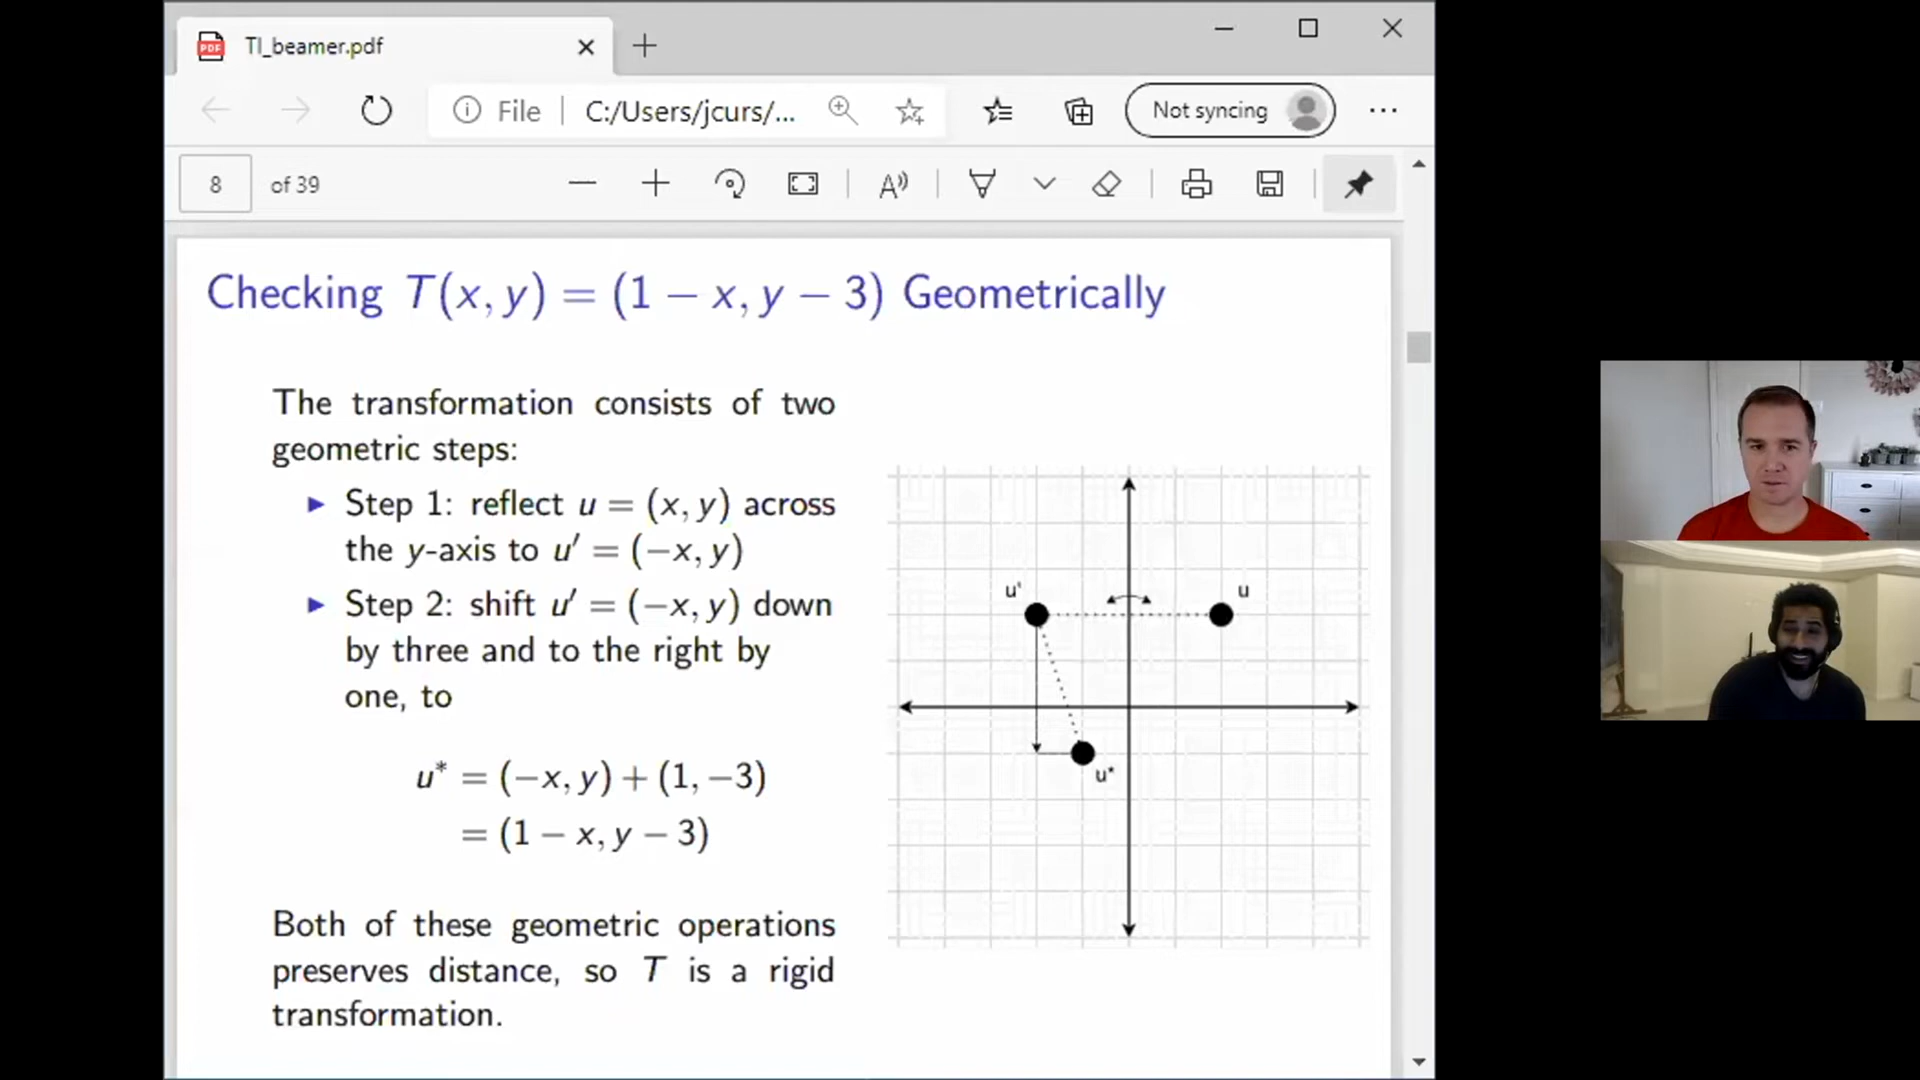 TI_beamer.pdf
File
C:/Users/jcurs/...
Not syncing
8 of 39
Checking T(x, y) = (1 − x, y − 3) Geometrically
The transformation consists of two
geometric steps:
▶ Step 1: reflect u = (x, y) across
the y-axis to u′ = (−x, y)
▶ Step 2: shift u′ = (−x, y) down
by three and to the right by
one, to
u* = (−x, y) + (1, −3)
= (1 − x, y − 3)
Both of these geometric operations
preserves distance, so T is a rigid
transformation.
u'
u
u*